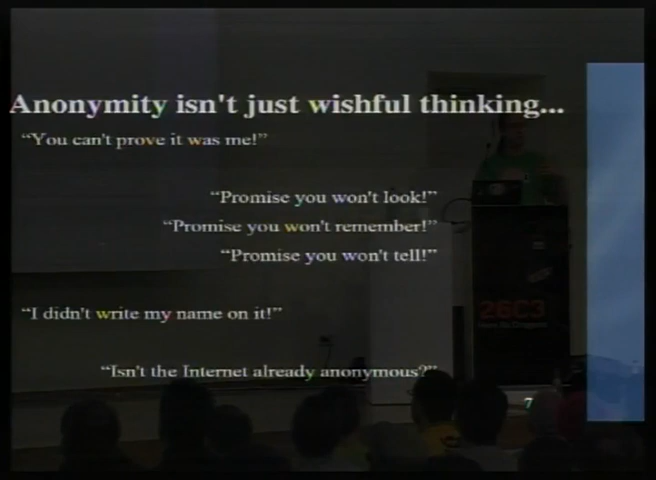 Anonymity isn't just wishful thinking...
“You can't prove it was me!”
“Promise you won't look!”
“Promise you won't remember!”
“Promise you won't tell!”
“I didn't write my name on it!”
“Isn't the Internet already anonymous?”
26C3
7